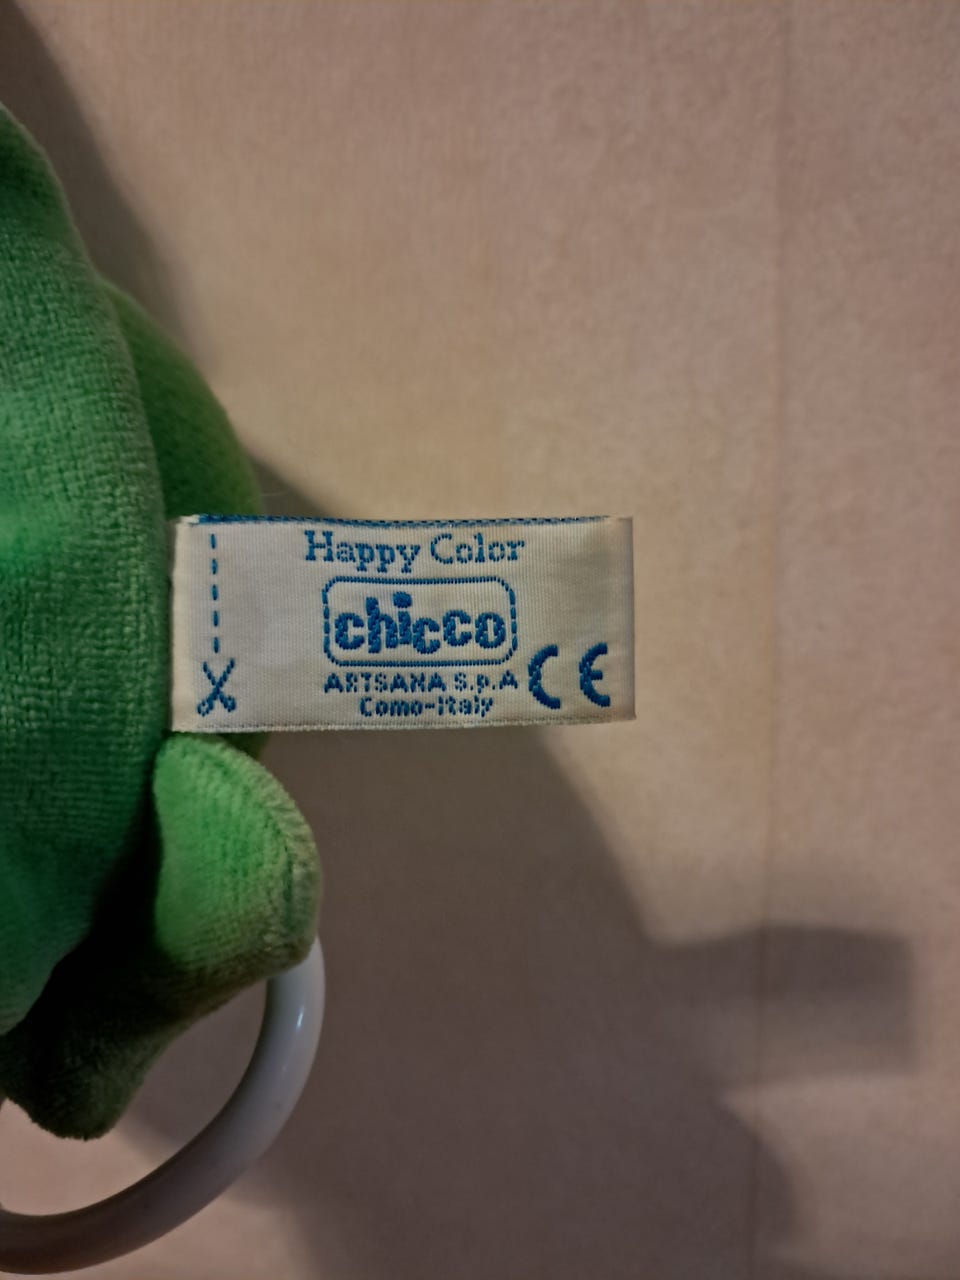 Happy Color
chicco
ARTSANA S.p.A
Como-Italy
CE